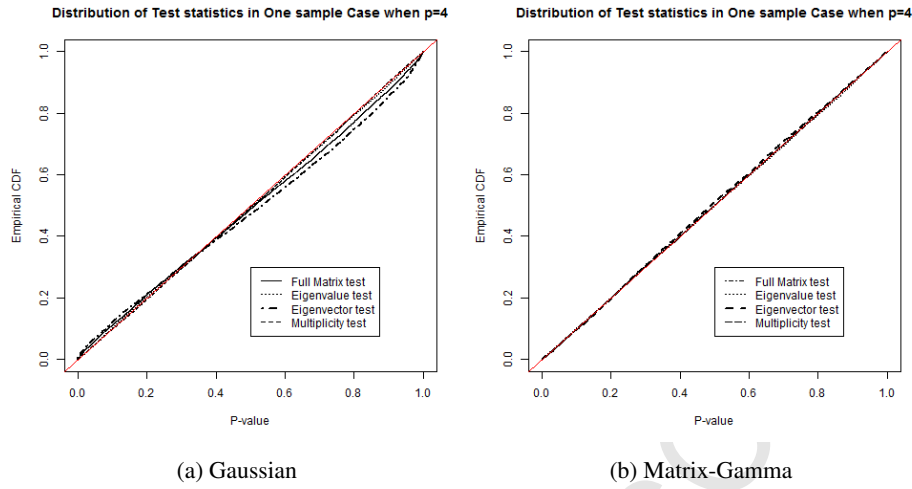 Distribution of Test statistics in One sample Case when p=4
Empirical CDF
1.0
0.8
0.6
0.4
0.2
0.0
Full Matrix test
Eigenvalue test
Eigenvector test
Multiplicity test
0.0 0.2 0.4 0.6 0.8 1.0
P-value
(a) Gaussian
Distribution of Test statistics in One sample Case when p=4
Empirical CDF
1.0
0.8
0.6
0.4
0.2
0.0
Full Matrix test
Eigenvalue test
Eigenvector test
Multiplicity test
0.0 0.2 0.4 0.6 0.8 1.0
P-value
(b) Matrix-Gamma